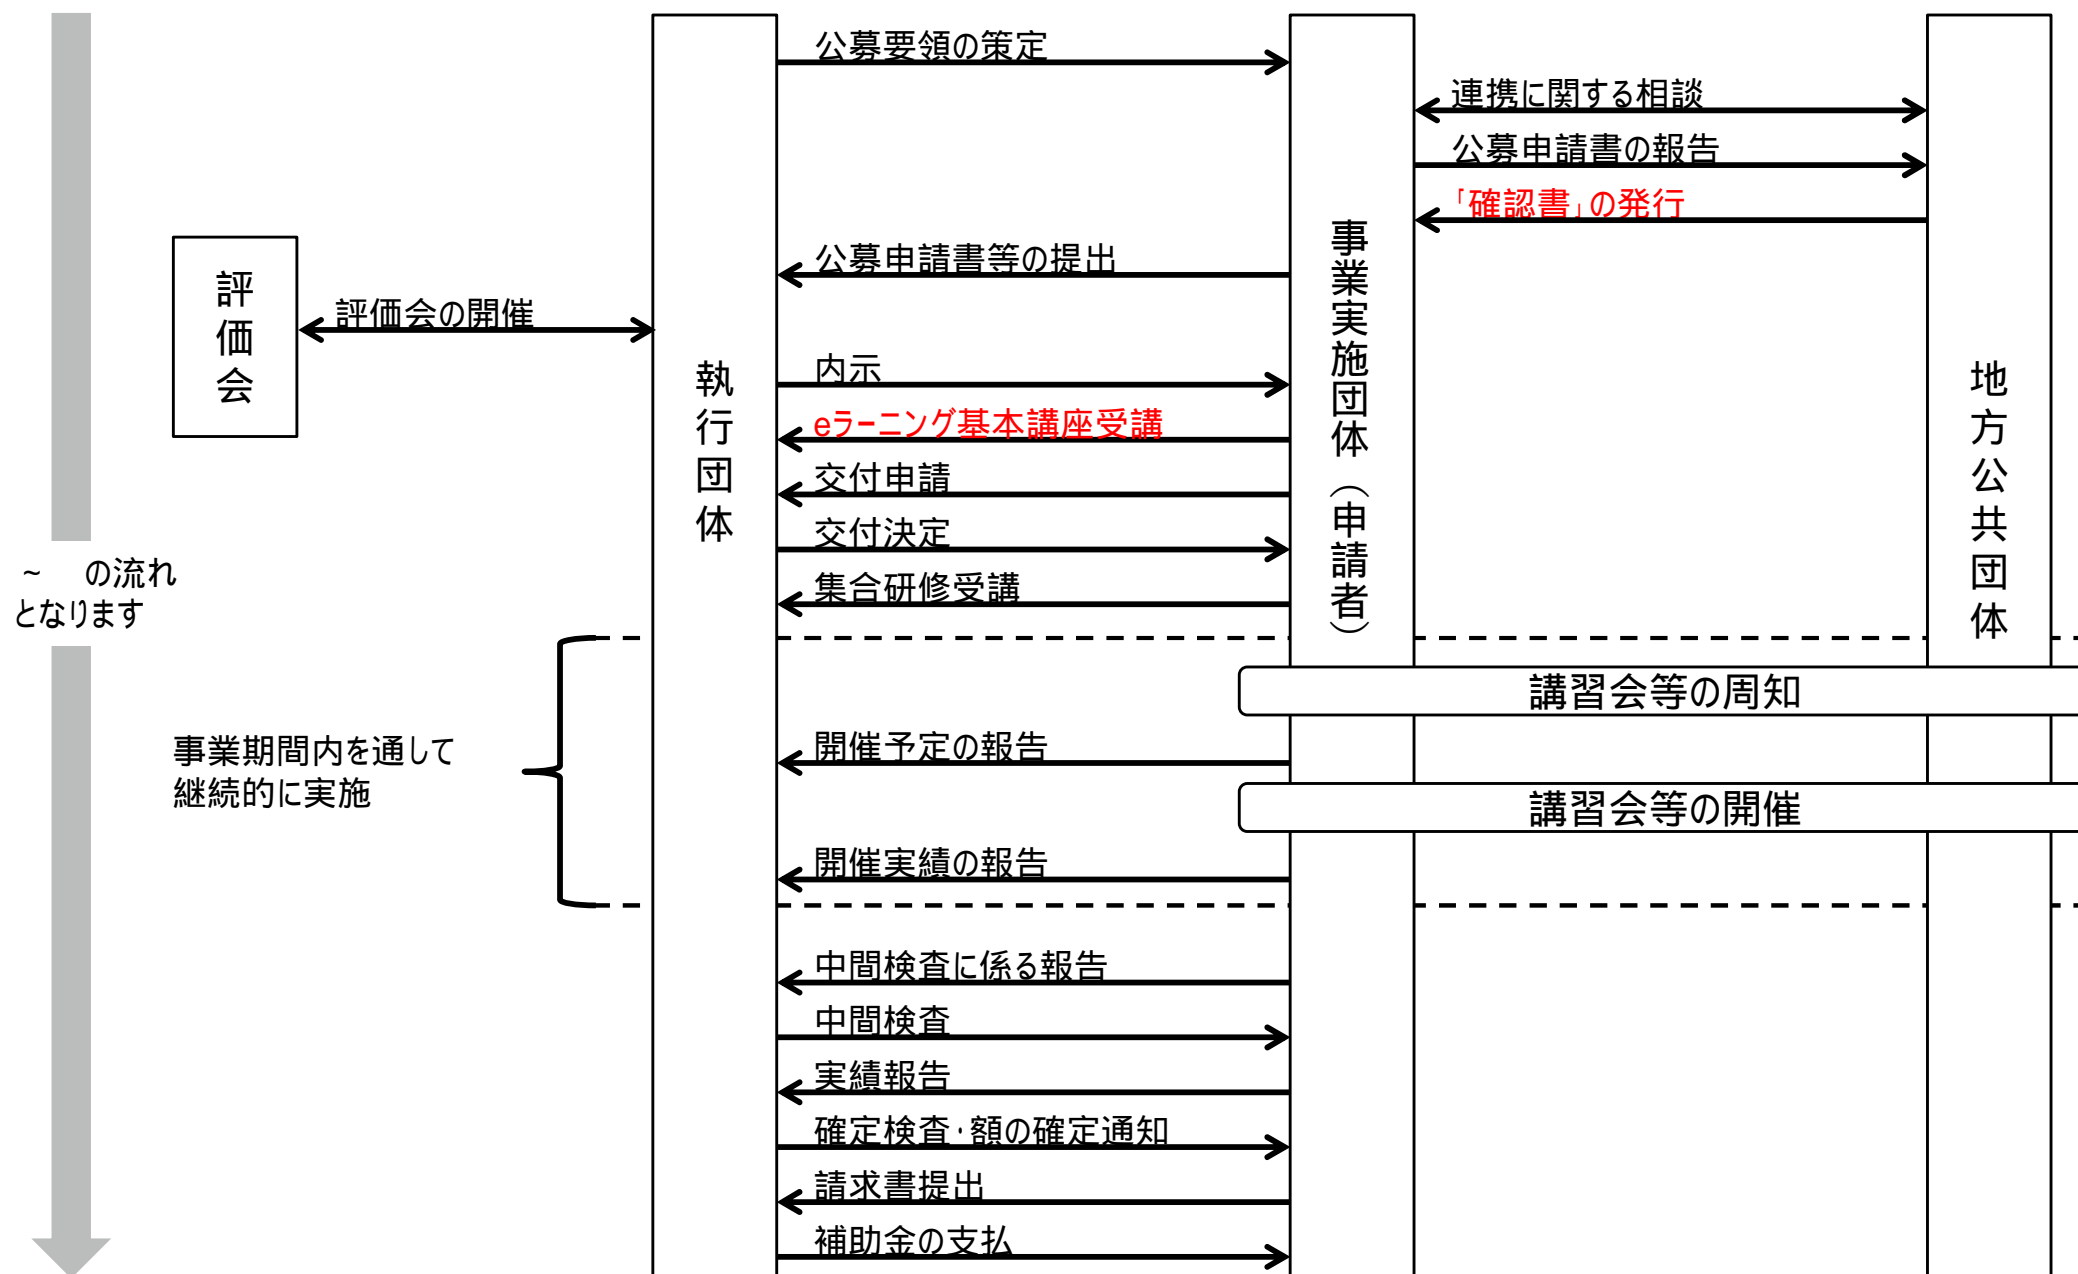 公募要領の策定
連携に関する相談
公募申請書の報告
「確認書」の発行
公募申請書等の提出
評価会
評価会の開催
執行団体
事業実施団体（申請者）
地方公共団体
内示
eラーニング基本講座受講
交付申請
交付決定
集合研修受講
~ の流れ
となります
講習会等の周知
事業期間内を通して
継続的に実施
開催予定の報告
講習会等の開催
開催実績の報告
中間検査に係る報告
中間検査
実績報告
確定検査・額の確定通知
請求書提出
補助金の支払